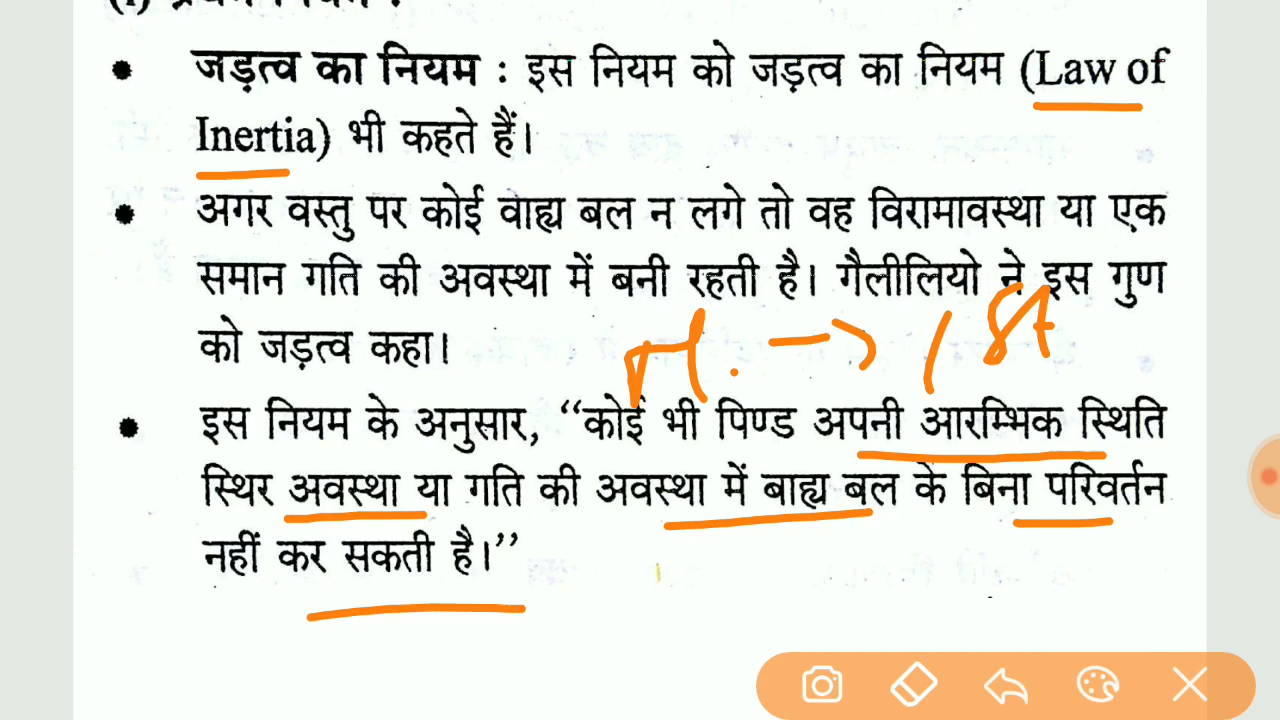 जड़त्व का नियम : इस नियम को जड़त्व का नियम (Law of
Inertia) भी कहते हैं।
अगर वस्तु पर कोई वाह्य बल न लगे तो वह विरामावस्था या एक
समान गति की अवस्था में बनी रहती है। गैलीलियो ने इस गुण
को जड़त्व कहा।
→ 1st
इस नियम के अनुसार, ‘‘कोई भी पिण्ड अपनी आरम्भिक स्थिति
स्थिर अवस्था या गति की अवस्था में बाह्य बल के बिना परिवर्तन
नहीं कर सकती है।’’